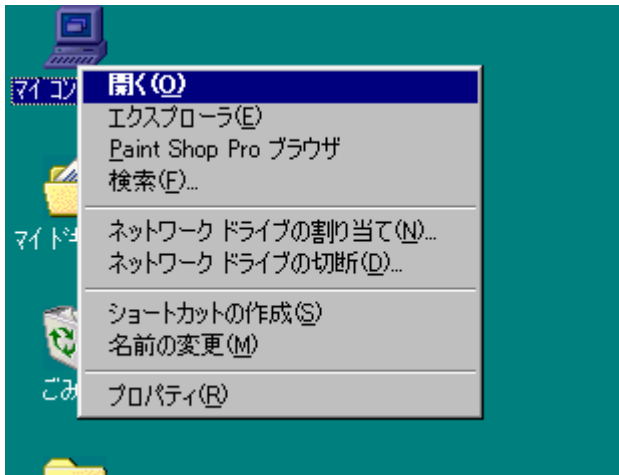 マイ コン
開く(O)
エクスプローラ(E)
Paint Shop Pro ブラウザ
検索(F)...
マイ ド
ネットワーク ドライブの割り当て(N)...
ネットワーク ドライブの切断(D)...
ショートカットの作成(S)
名前の変更(M)
ごみ
プロパティ(R)